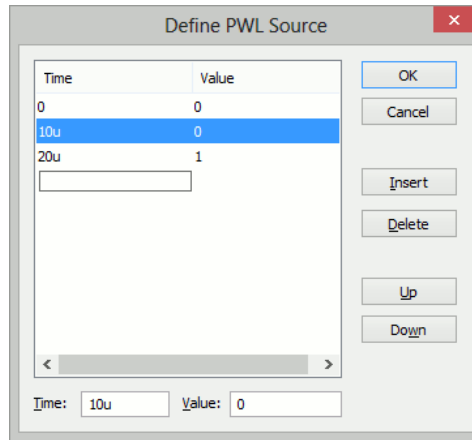 Define PWL Source
Time Value
0 0
10u 0
20u 1
OK
Cancel
Insert
Delete
Up
Down
Time: 10u Value: 0